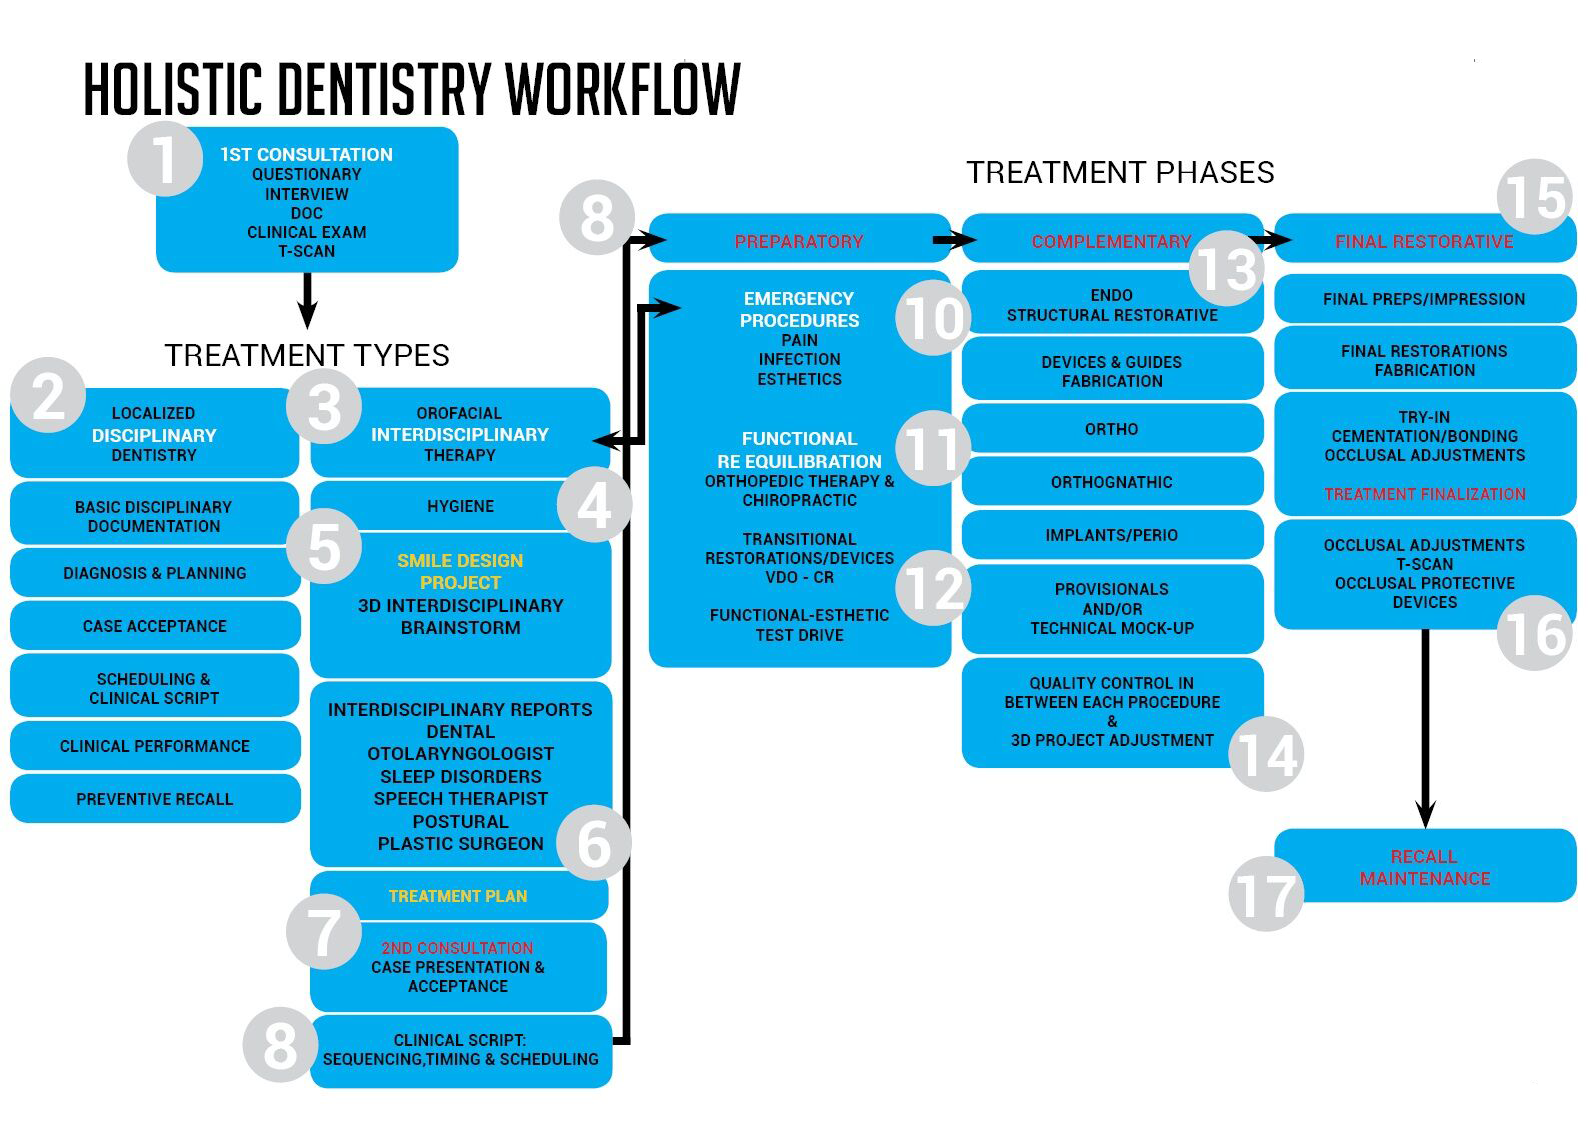 HOLISTIC DENTISTRY WORKFLOW
1
1ST CONSULTATION
QUESTIONARY
INTERVIEW
DOC
CLINICAL EXAM
T-SCAN
TREATMENT TYPES
2
LOCALIZED
DISCIPLINARY
DENTISTRY
BASIC DISCIPLINARY
DOCUMENTATION
DIAGNOSIS & PLANNING
CASE ACCEPTANCE
SCHEDULING &
CLINICAL SCRIPT
CLINICAL PERFORMANCE
PREVENTIVE RECALL
3
OROFACIAL
INTERDISCIPLINARY
THERAPY
4
HYGIENE
5
SMILE DESIGN
PROJECT
3D INTERDISCIPLINARY
BRAINSTORM
INTERDISCIPLINARY REPORTS
DENTAL
OTOLARYNGOLOGIST
SLEEP DISORDERS
SPEECH THERAPIST
POSTURAL
PLASTIC SURGEON
6
TREATMENT PLAN
7
2ND CONSULTATION
CASE PRESENTATION &
ACCEPTANCE
8
CLINICAL SCRIPT:
SEQUENCING,TIMING & SCHEDULING
TREATMENT PHASES
8
PREPARATORY
EMERGENCY
PROCEDURES
PAIN
INFECTION
ESTHETICS
10
FUNCTIONAL
RE EQUILIBRATION
ORTHOPEDIC THERAPY &
CHIROPRACTIC
11
TRANSITIONAL
RESTORATIONS/DEVICES
VDO - CR
12
FUNCTIONAL-ESTHETIC
TEST DRIVE
COMPLEMENTARY
13
ENDO
STRUCTURAL RESTORATIVE
DEVICES & GUIDES
FABRICATION
ORTHO
ORTHOGNATHIC
IMPLANTS/PERIO
PROVISIONALS
AND/OR
TECHNICAL MOCK-UP
QUALITY CONTROL IN
BETWEEN EACH PROCEDURE
&
3D PROJECT ADJUSTMENT
14
15
FINAL RESTORATIVE
FINAL PREPS/IMPRESSION
FINAL RESTORATIONS
FABRICATION
TRY-IN
CEMENTATION/BONDING
OCCLUSAL ADJUSTMENTS
TREATMENT FINALIZATION
OCCLUSAL ADJUSTMENTS
T-SCAN
OCCLUSAL PROTECTIVE
DEVICES
16
17
RECALL
MAINTENANCE